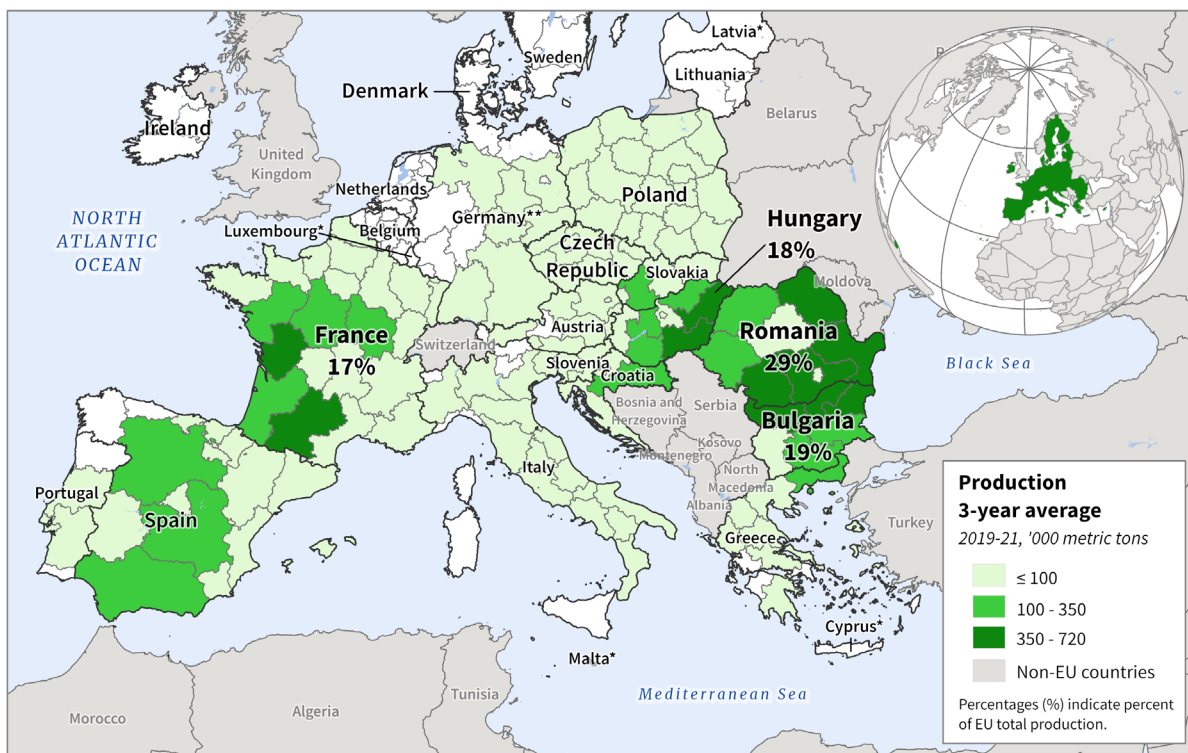 Latvia*
Sweden
Lithuania
Denmark
Ireland
Belarus
United
Kingdom
Netherlands
Poland
Germany**
Luxembourg*
Belgium
NORTH
ATLANTIC
OCEAN
Hungary
18%
Czech
Republic
Slovakia
Moldova
Austria
France
17%
Switzerland
Romania
29%
Slovenia
Croatia
Black Sea
Bosnia and
Herzegovina
Serbia
Bulgaria
19%
Kosovo
Montenegro
North
Macedonia
Albania
Italy
Portugal
Spain
Greece
Turkey
Cyprus*
Malta*
Mediterranean Sea
Morocco
Algeria
Tunisia
Production
3-year average
2019-21, '000 metric tons
≤ 100
100 - 350
350 - 720
Non-EU countries
Percentages (%) indicate percent
of EU total production.